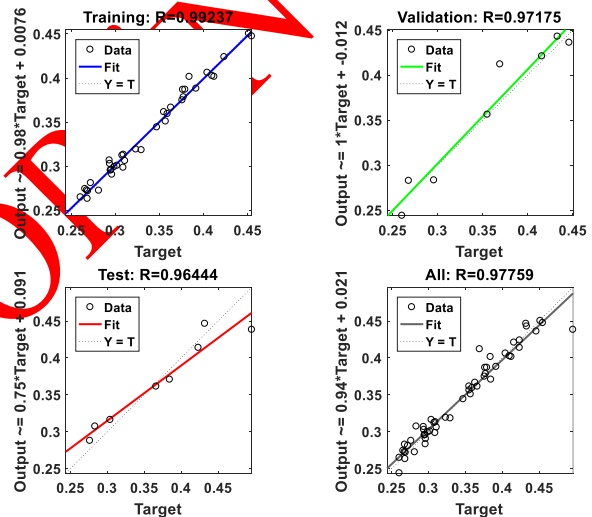 Training: R=0.99237
Output ~= 0.98*Target + 0.0076
0.45
0.4
0.35
0.3
0.25
Data
Fit
Y = T
0.25 0.3 0.35 0.4 0.45
Target
Validation: R=0.97175
Output ~= 1*Target + -0.012
0.45
0.4
0.35
0.3
0.25
Data
Fit
Y = T
0.25 0.3 0.35 0.4 0.45
Target
Test: R=0.96444
Output ~= 0.75*Target + 0.091
0.45
0.4
0.35
0.3
0.25
Data
Fit
Y = T
0.25 0.3 0.35 0.4 0.45
Target
All: R=0.97759
Output ~= 0.94*Target + 0.021
0.45
0.4
0.35
0.3
0.25
Data
Fit
Y = T
0.25 0.3 0.35 0.4 0.45
Target